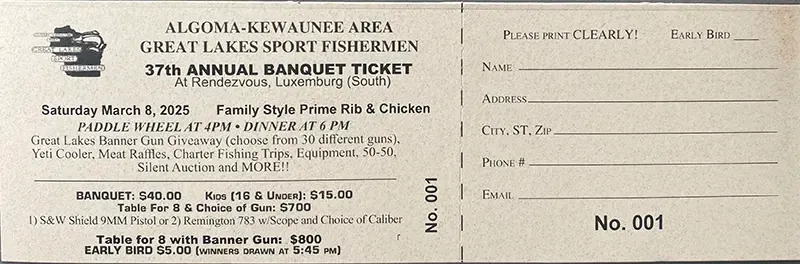 GREAT LAKES
SPORT
FISHERMEN
ALGOMA-KEWAUNEE AREA
GREAT LAKES SPORT FISHERMEN
37th ANNUAL BANQUET TICKET
At Rendezvous, Luxemburg (South)
Saturday March 8, 2025 Family Style Prime Rib & Chicken
PADDLE WHEEL AT 4PM • DINNER AT 6 PM
Great Lakes Banner Gun Giveaway (choose from 30 different guns),
Yeti Cooler, Meat Raffles, Charter Fishing Trips, Equipment, 50-50,
Silent Auction and MORE!!
BANQUET: $40.00 KIDS (16 & UNDER): $15.00
Table For 8 & Choice of Gun: $700
1) S&W Shield 9MM Pistol or 2) Remington 783 w/Scope and Choice of Caliber
Table for 8 with Banner Gun: $800
EARLY BIRD $5.00 (WINNERS DRAWN AT 5:45 PM)
No. 001
PLEASE PRINT CLEARLY! EARLY BIRD ____
NAME
ADDRESS
CITY, ST, ZIP
PHONE #
EMAIL
No. 001